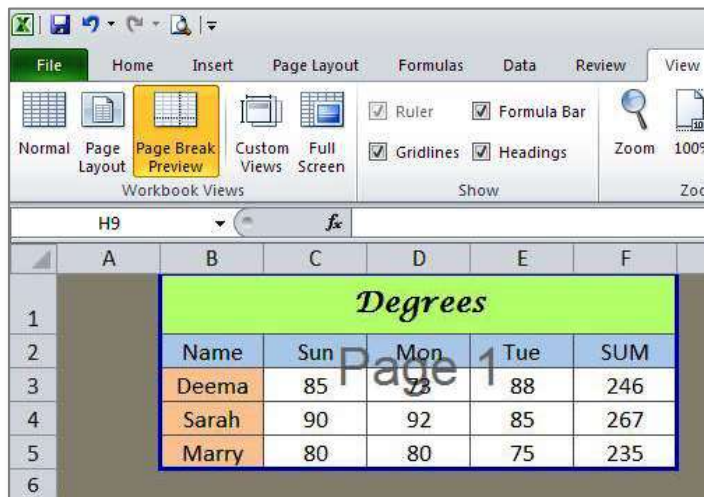 File Home Insert Page Layout Formulas Data Review View
Ruler Formula Bar
Normal Page Layout Page Break Preview Custom Views Full Screen Gridlines Headings Zoom 100%
Workbook Views Show Zoo
H9 fx
A B C D E F
1 Degrees
2 Name Sun Mon Tue SUM
Page 1
3 Deema 85 73 88 246
4 Sarah 90 92 85 267
5 Marry 80 80 75 235
6